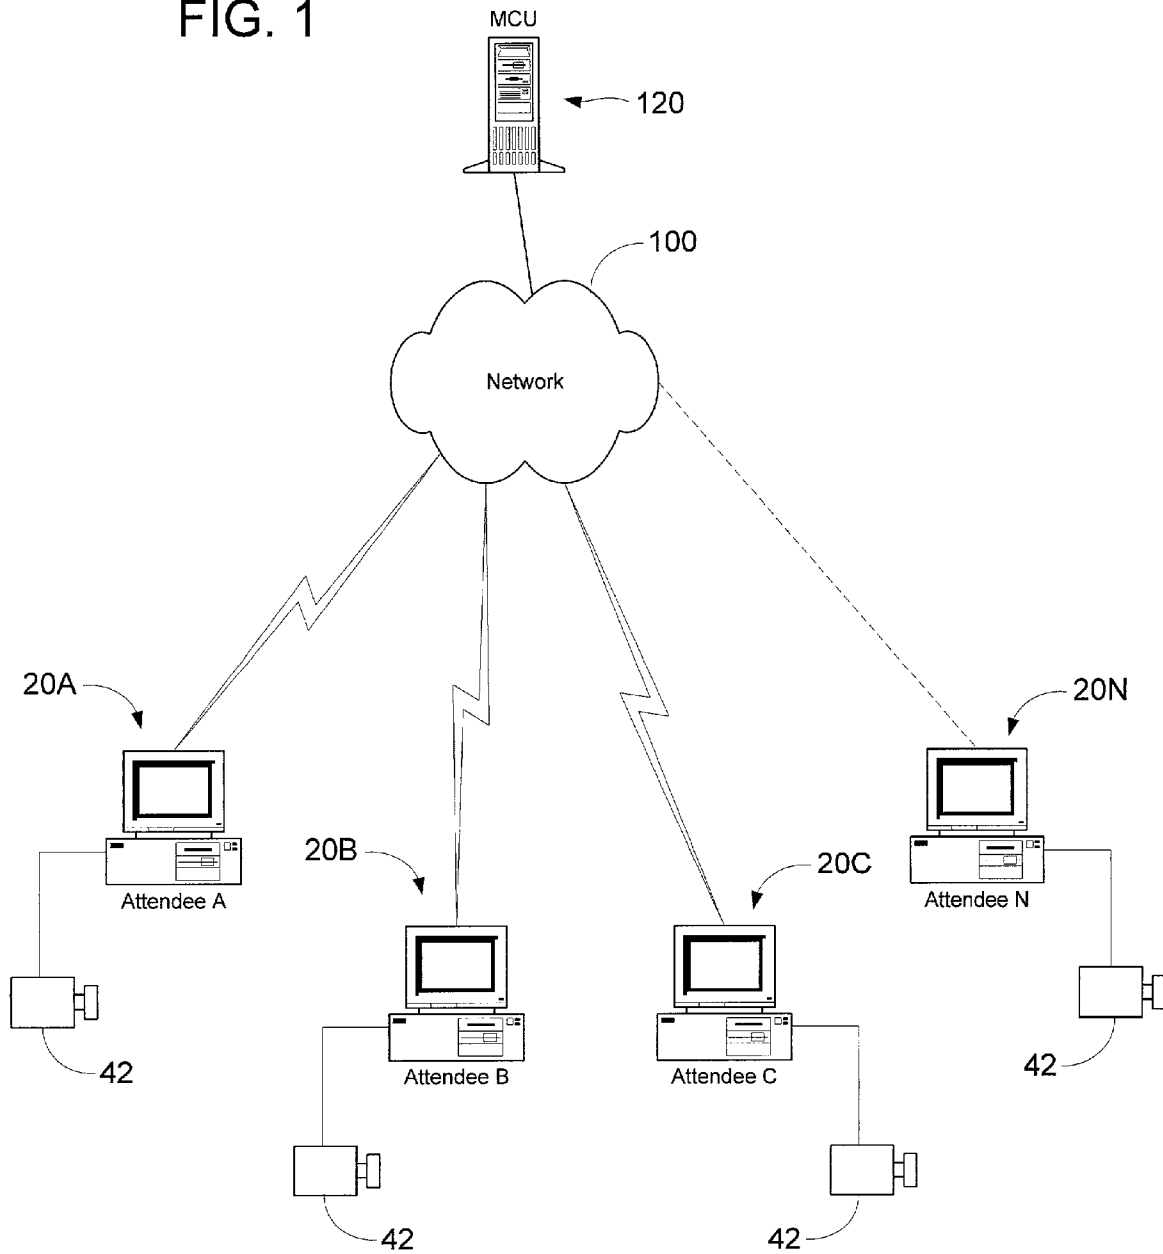 FIG. 1
MCU
120
100
Network
20A
20N
20B
20C
Attendee A
Attendee N
42
Attendee B
Attendee C
42
42
42